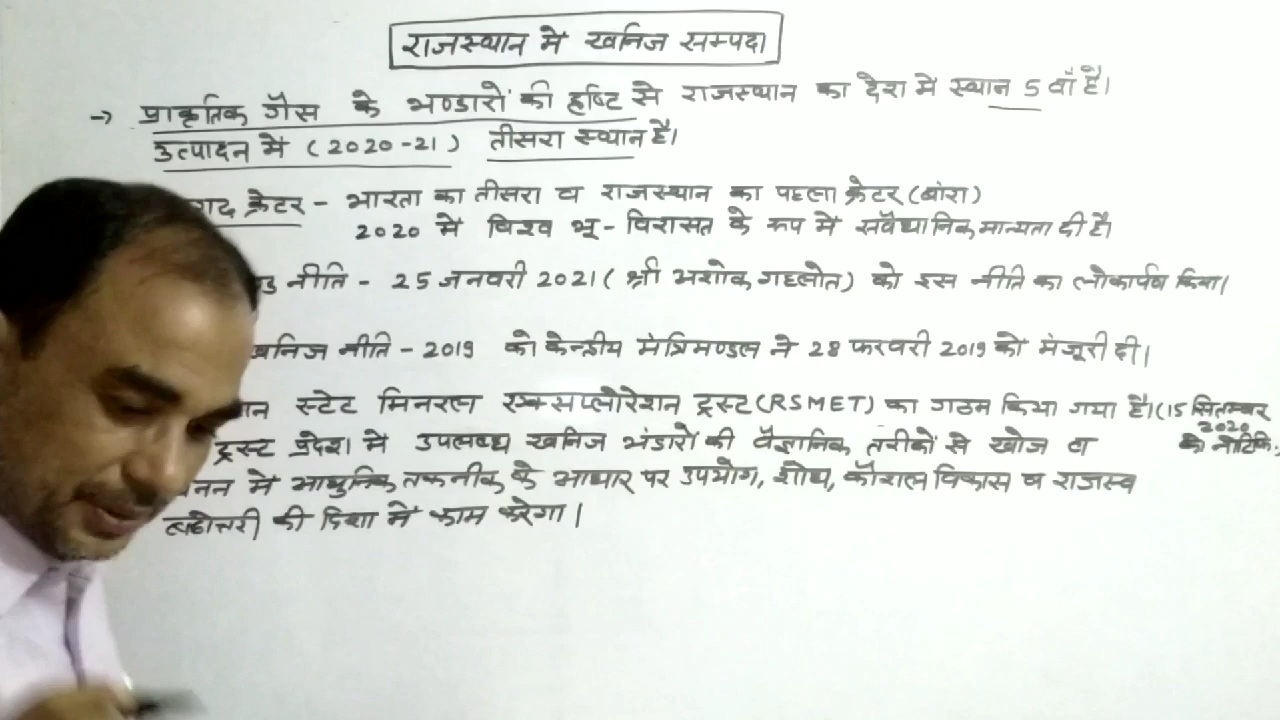 राजस्थान में खनिज सम्पदा
→ प्राकृतिक गैस के भण्डारों की दृष्टि से राजस्थान का देश में स्थान 5 वाँ है।
उत्पादन में (2020-21) तीसरा स्थान है।
क्रेटर - भारता का तीसरा व राजस्थान का पहला क्रेटर (बांरा)
2020 में विश्व भू-विरासत के रूप में संवैधानिक मान्यता दी है।
नीति - 25 जनवरी 2021 (श्री अशोक गहलोत) को इस नीति का लोकार्पण किया।
खनिज नीति - 2019 को केन्द्रीय मंत्रिमण्डल ने 28 फरवरी 2019 को मंजूरी दी।
स्टेट मिनरल एक्सप्लोरेशन ट्रस्ट (RSMET) का गठन किया गया है। (15 सितम्बर
2020
ट्रस्ट प्रदेश में उपलब्ध खनिज भंडारों की वैज्ञानिक तरीकों से खोज व
को नोटिफि:
में आधुनिक तकनीक के आधार पर उपयोग, शोध, कौशल विकास व राजस्व
बढोत्तरी की दिशा में काम करेगा।